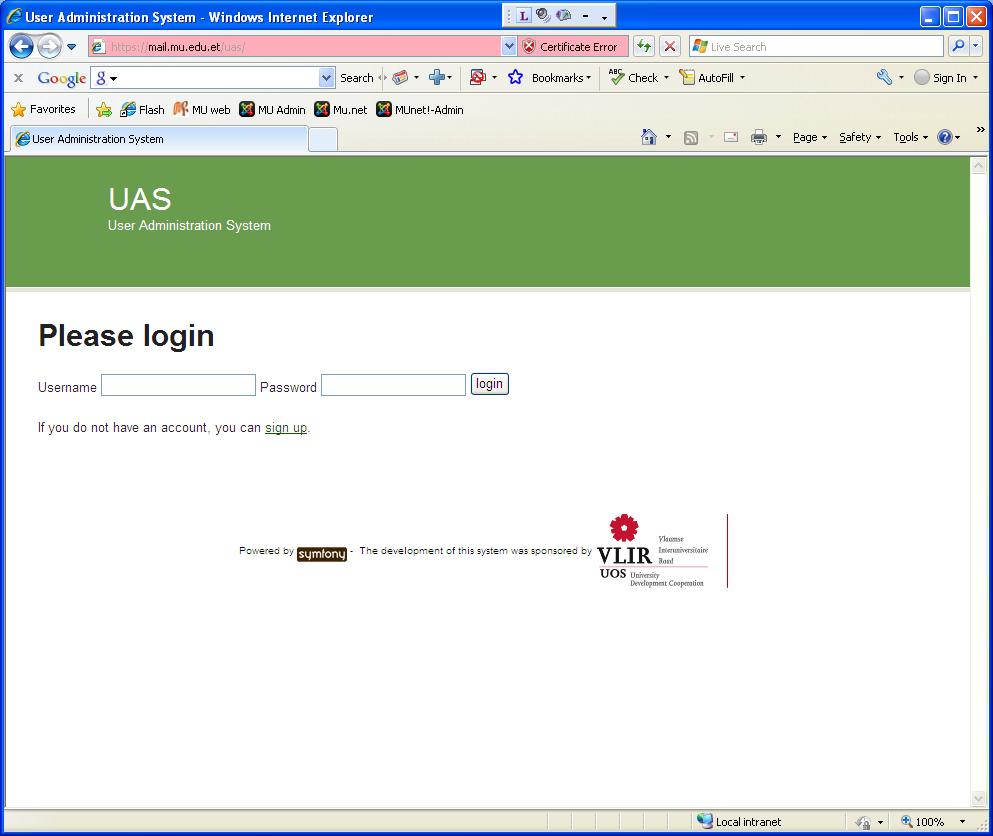 User Administration System - Windows Internet Explorer
L
https://mail.mu.edu.et/uas/
Certificate Error
Live Search
Google
g
Search
Bookmarks
ABC
Check
AutoFill
Sign In
Favorites
Flash
MU web
MU Admin
Mu.net
MUnet!-Admin
User Administration System
Page
Safety
Tools
UAS
User Administration System
Please login
Username
Password
login
If you do not have an account, you can sign up.
Powered by symfony - The development of this system was sponsored by
VLIR
Vlaamse
Interuniversitaire
Raad
UOS
University
Development Cooperation
Local intranet
100%